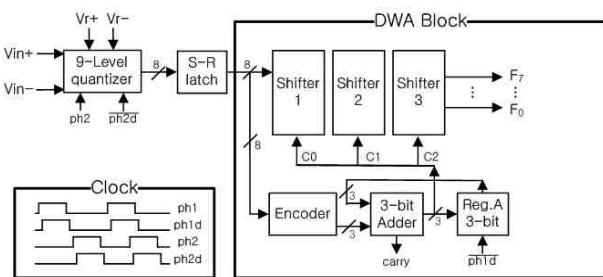 DWA Block
Vr+ Vr-
Vin+
Vin-
9-Level
quantizer
8
S-R
latch
8
Shifter
1
Shifter
2
Shifter
3
F7
F0
ph2
ph2d
8
C0
C1
C2
Clock
ph1
ph1d
ph2
ph2d
Encoder
3
3
3-bit
Adder
3
Reg.A
3-bit
carry
ph1d